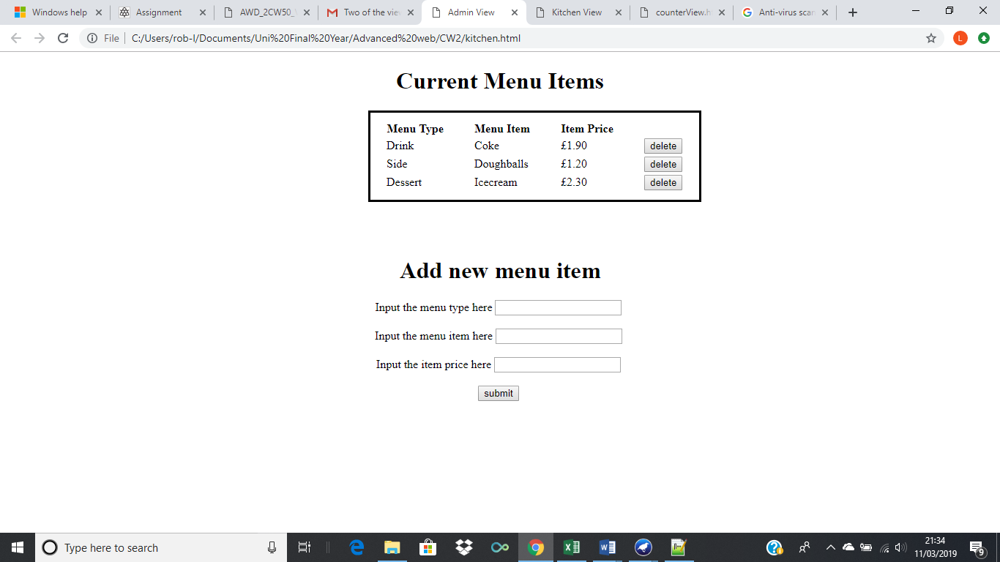 Windows help
Assignment
AWD_2CW50_
Two of the vie
Admin View
Kitchen View
counterView.h
Anti-virus scan
File
C:/Users/rob-l/Documents/Uni%20Final%20Year/Advanced%20web/CW2/kitchen.html
L
Current Menu Items
Menu Type Menu Item Item Price
Drink Coke £1.90 delete
Side Doughballs £1.20 delete
Dessert Icecream £2.30 delete
Add new menu item
Input the menu type here
Input the menu item here
Input the item price here
submit
Type here to search
21:34
11/03/2019
9